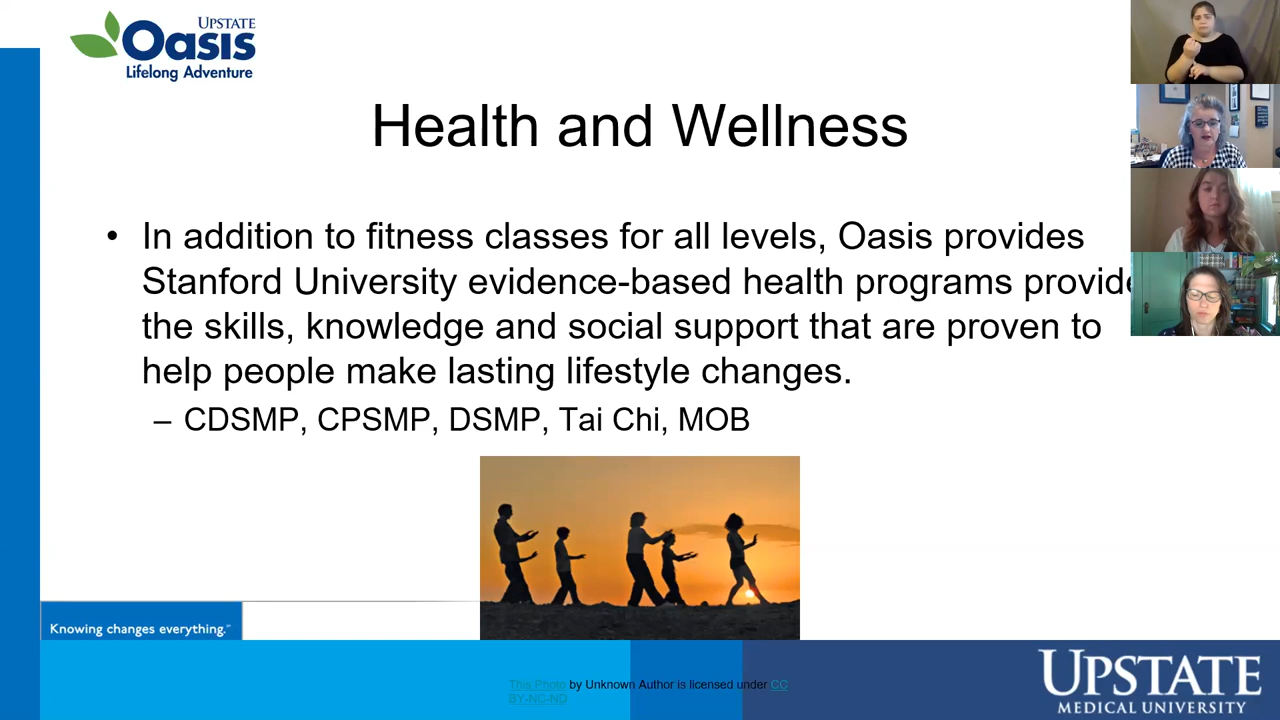 UPSTATE
Oasis
Lifelong Adventure
Health and Wellness
• In addition to fitness classes for all levels, Oasis provides
Stanford University evidence-based health programs provide
the skills, knowledge and social support that are proven to
help people make lasting lifestyle changes.
– CDSMP, CPSMP, DSMP, Tai Chi, MOB
Knowing changes everything.℠
This Photo by Unknown Author is licensed under CC
BY-NC-ND
UPSTATE
MEDICAL UNIVERSITY